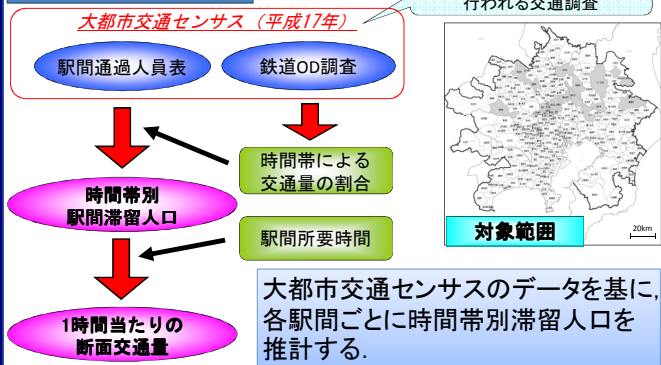 行われる交通調査
大都市交通センサス（平成17年）
駅間通過人員表
鉄道OD調査
時間帯による
交通量の割合
時間帯別
駅間滞留人口
駅間所要時間
対象範囲
20km
1時間当たりの
断面交通量
大都市交通センサスのデータを基に,
各駅間ごとに時間帯別滞留人口を
推計する.